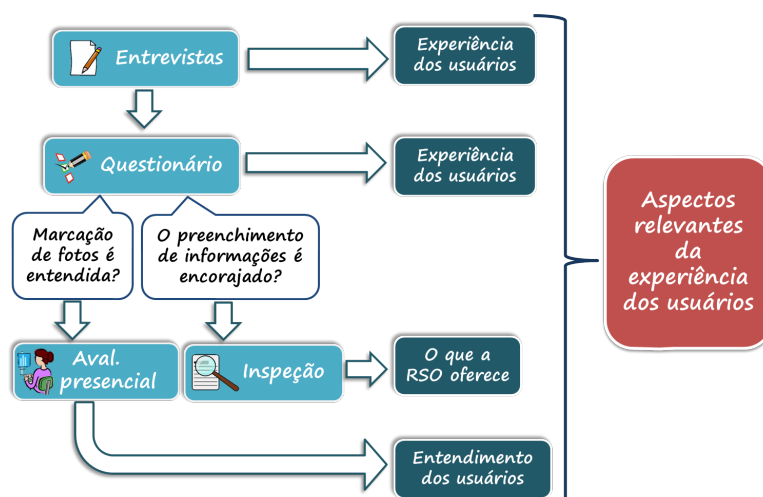 Entrevistas
Experiência
dos usuários
Questionário
Experiência
dos usuários
Marcação
de fotos é
entendida?
O preenchimento
de informações é
encorajado?
Aspectos
relevantes
da
experiência
dos usuários
Aval.
presencial
Inspeção
O que a
RSO oferece
Entendimento
dos usuários